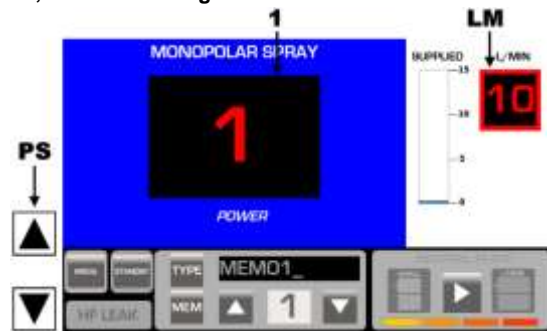 1 LM
MONOPOLAR SPRAY
SUPPLIED L/MIN
15
10
1
10
PS
5
0
POWER
STANDBY TYPE MEMO1_
MEM 1
HF LEAK